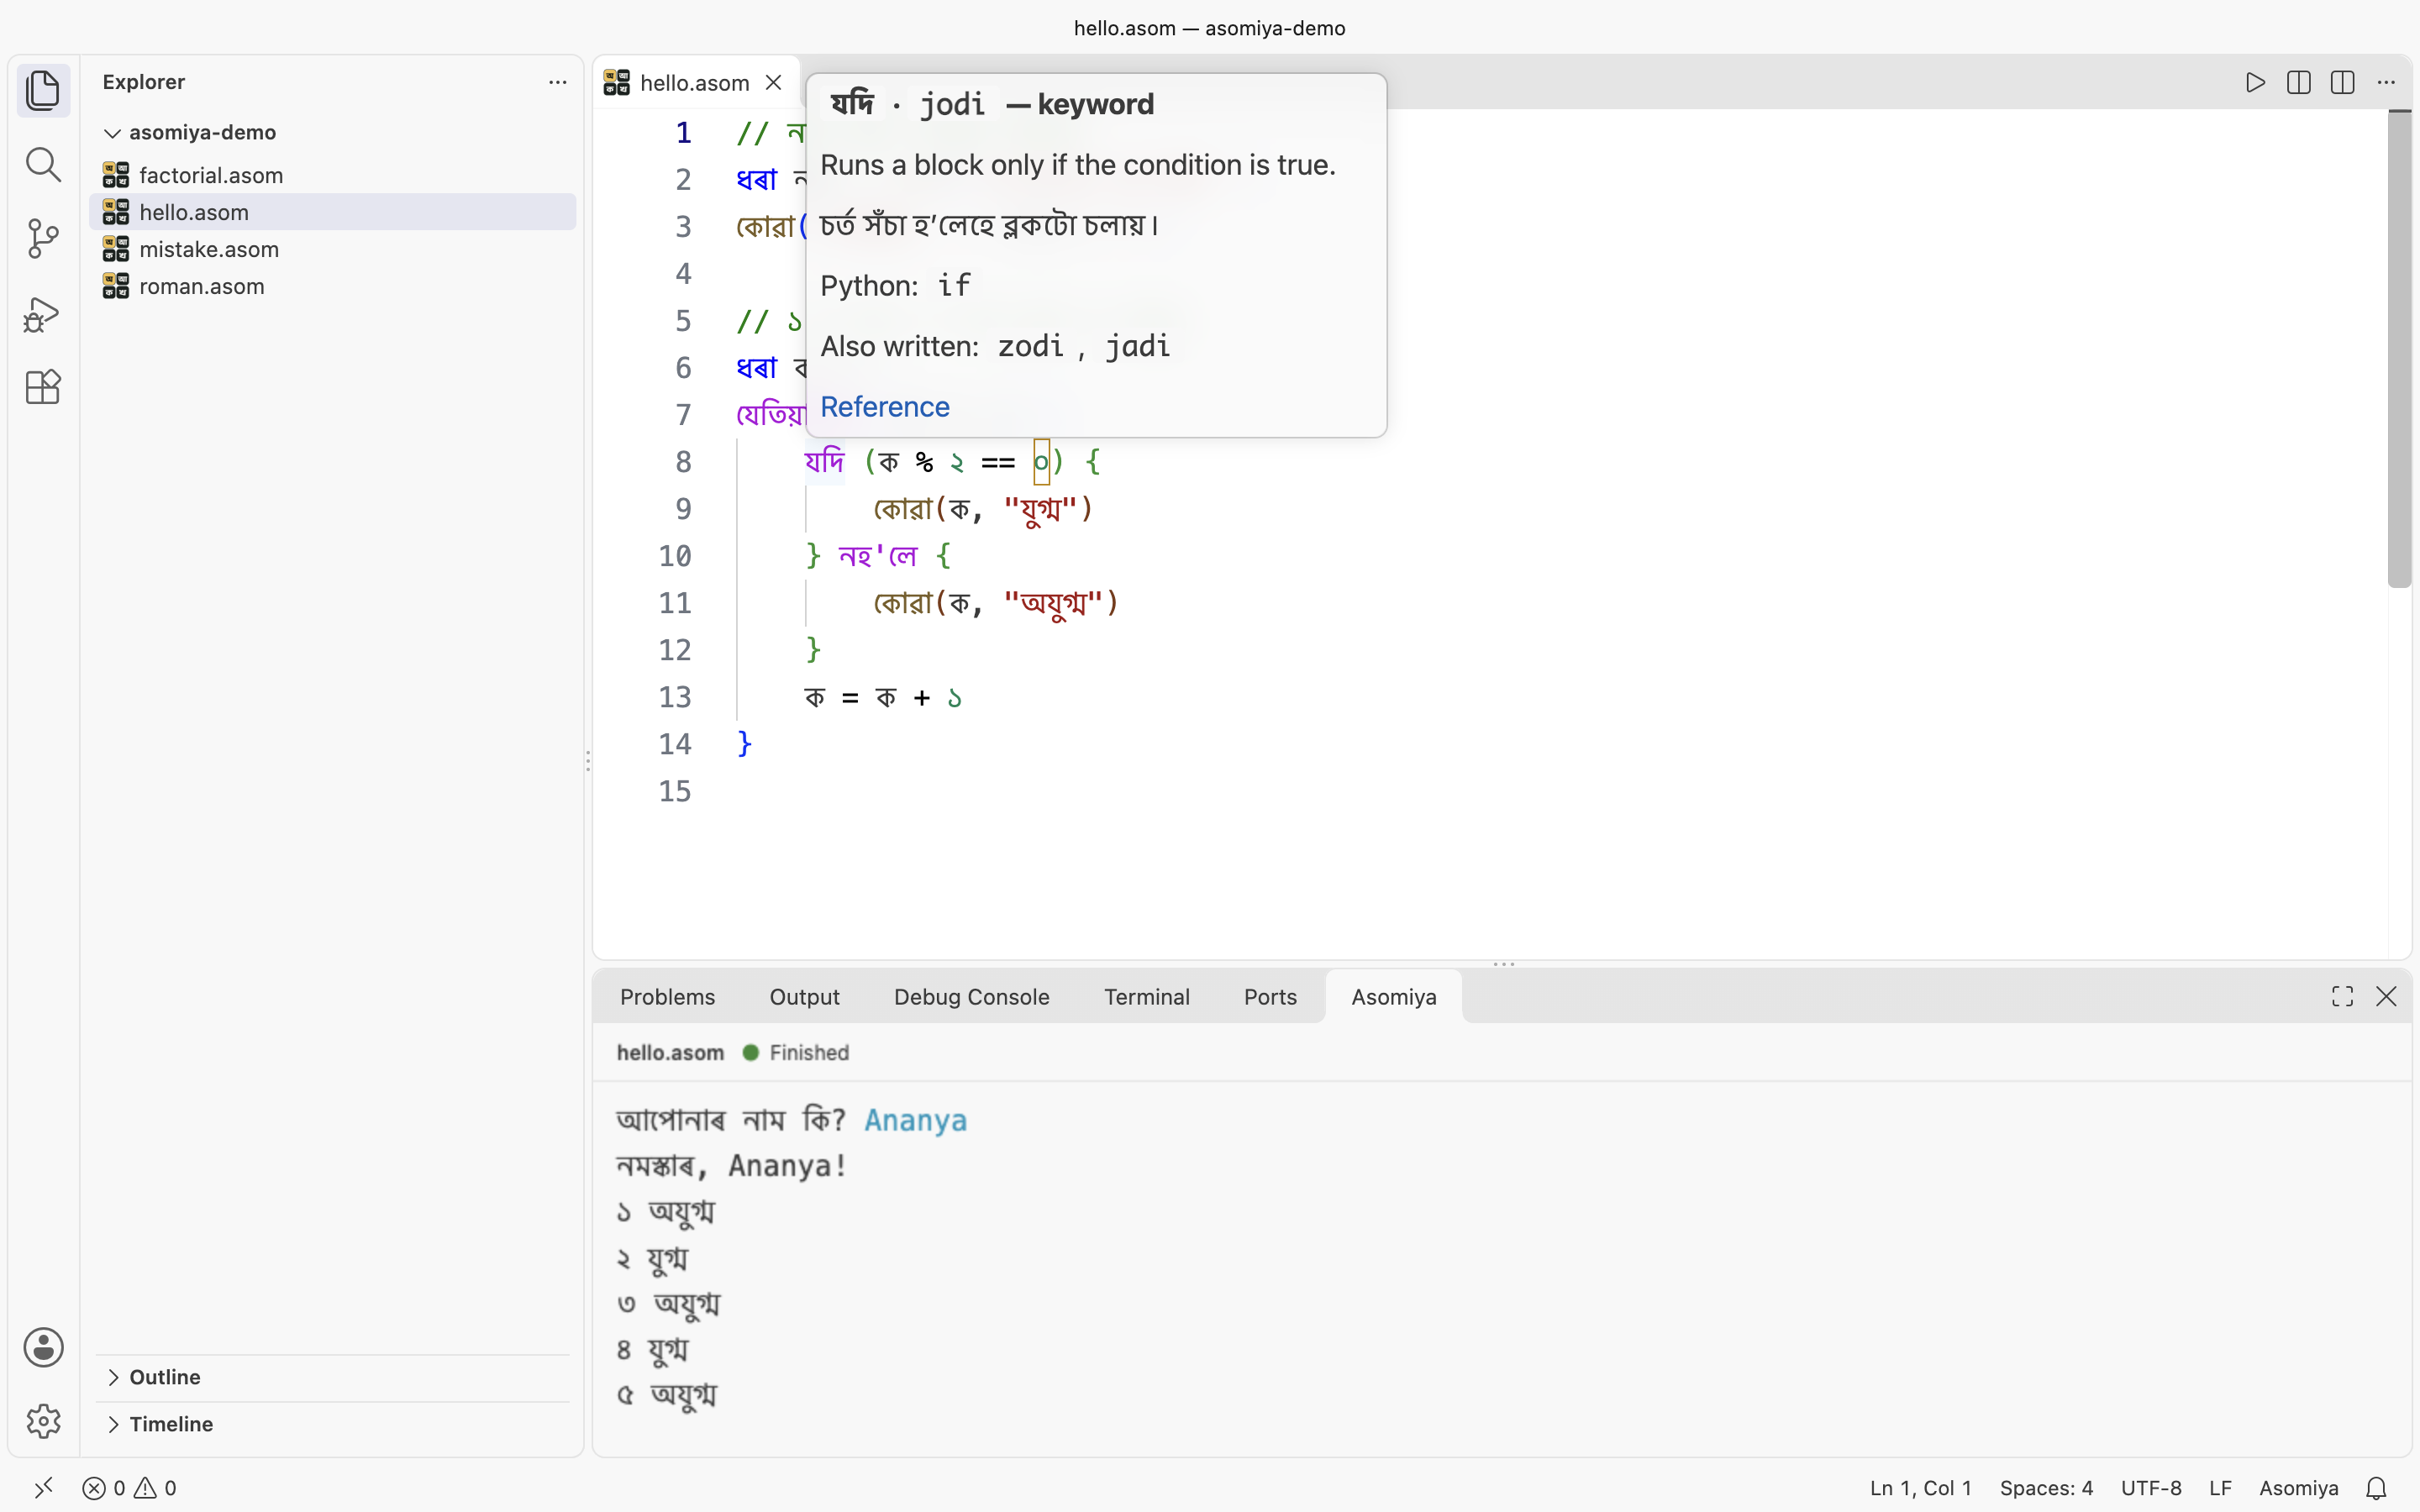 hello.asom — asomiya-demo
Explorer
asomiya-demo
factorial.asom
hello.asom
mistake.asom
roman.asom
Outline
Timeline
hello.asom
যদি · jodi — keyword
Runs a block only if the condition is true.
চৰ্ত সঁচা হ’লেহে ব্লকটো চলায়।
Python: if
Also written: zodi , jadi
Reference
1 //
2 ধৰা
3 কোৱা(
4
5 // ১
6 ধৰা
7
8 যদি (ক % ২ == ০) {
9 কোৱা(ক, "যুগ্ম")
10 } নহ'লে {
11 কোৱা(ক, "অযুগ্ম")
12 }
13 ক = ক + ১
14 }
15
Problems Output Debug Console Terminal Ports Asomiya
hello.asom Finished
আপোনাৰ নাম কি? Ananya
নমস্কাৰ, Ananya!
১ অযুগ্ম
২ যুগ্ম
৩ অযুগ্ম
৪ যুগ্ম
৫ অযুগ্ম
0 0 Ln 1, Col 1 Spaces: 4 UTF-8 LF Asomiya